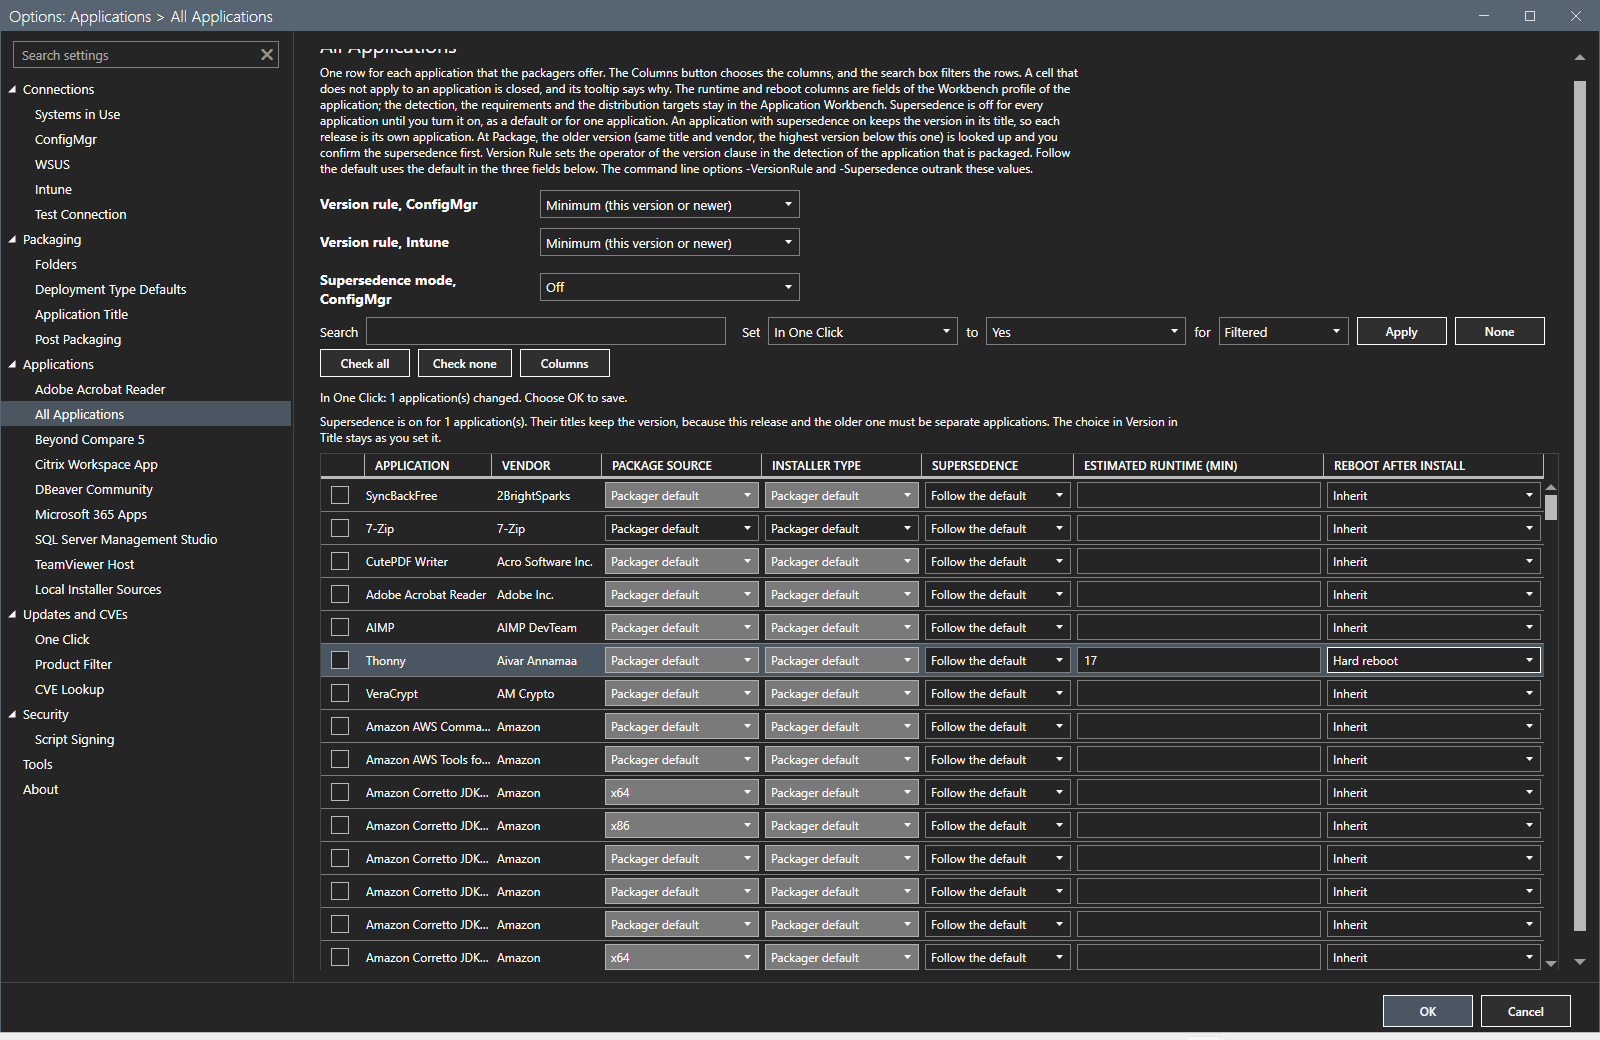 Options: Applications > All Applications
Search settings
Connections
Systems in Use
ConfigMgr
WSUS
Intune
Test Connection
Packaging
Folders
Deployment Type Defaults
Application Title
Post Packaging
Applications
Adobe Acrobat Reader
All Applications
Beyond Compare 5
Citrix Workspace App
DBeaver Community
Microsoft 365 Apps
SQL Server Management Studio
TeamViewer Host
Local Installer Sources
Updates and CVEs
One Click
Product Filter
CVE Lookup
Security
Script Signing
Tools
About
All Applications
One row for each application that the packagers offer. The Columns button chooses the columns, and the search box filters the rows. A cell that
does not apply to an application is closed, and its tooltip says why. The runtime and reboot columns are fields of the Workbench profile of the
application; the detection, the requirements and the distribution targets stay in the Application Workbench. Supersedence is off for every
application until you turn it on, as a default or for one application. An application with supersedence on keeps the version in its title, so each
release is its own application. At Package, the older version (same title and vendor, the highest version below this one) is looked up and you
confirm the supersedence first. Version Rule sets the operator of the version clause in the detection of the application that is packaged. Follow
the default uses the default in the three fields below. The command line options -VersionRule and -Supersedence outrank these values.
Version rule, ConfigMgr Minimum (this version or newer)
Version rule, Intune Minimum (this version or newer)
Supersedence mode,
ConfigMgr Off
Search Set In One Click to Yes for Filtered Apply None
Check all Check none Columns
In One Click: 1 application(s) changed. Choose OK to save.
Supersedence is on for 1 application(s). Their titles keep the version, because this release and the older one must be separate applications. The choice in Version in
Title stays as you set it.
APPLICATION VENDOR PACKAGE SOURCE INSTALLER TYPE SUPERSEDENCE ESTIMATED RUNTIME (MIN) REBOOT AFTER INSTALL
SyncBackFree 2BrightSparks Packager default Packager default Follow the default Inherit
7-Zip 7-Zip Packager default Packager default Follow the default Inherit
CutePDF Writer Acro Software Inc. Packager default Packager default Follow the default Inherit
Adobe Acrobat Reader Adobe Inc. Packager default Packager default Follow the default Inherit
AIMP AIMP DevTeam Packager default Packager default Follow the default Inherit
Thonny Aivar Annamaa Packager default Packager default Follow the default 17 Hard reboot
VeraCrypt AM Crypto Packager default Packager default Follow the default Inherit
Amazon AWS Comma... Amazon Packager default Packager default Follow the default Inherit
Amazon AWS Tools fo... Amazon Packager default Packager default Follow the default Inherit
Amazon Corretto JDK... Amazon x64 Packager default Follow the default Inherit
Amazon Corretto JDK... Amazon x86 Packager default Follow the default Inherit
Amazon Corretto JDK... Amazon Packager default Packager default Follow the default Inherit
Amazon Corretto JDK... Amazon Packager default Packager default Follow the default Inherit
Amazon Corretto JDK... Amazon Packager default Packager default Follow the default Inherit
Amazon Corretto JDK... Amazon x64 Packager default Follow the default Inherit
OK Cancel